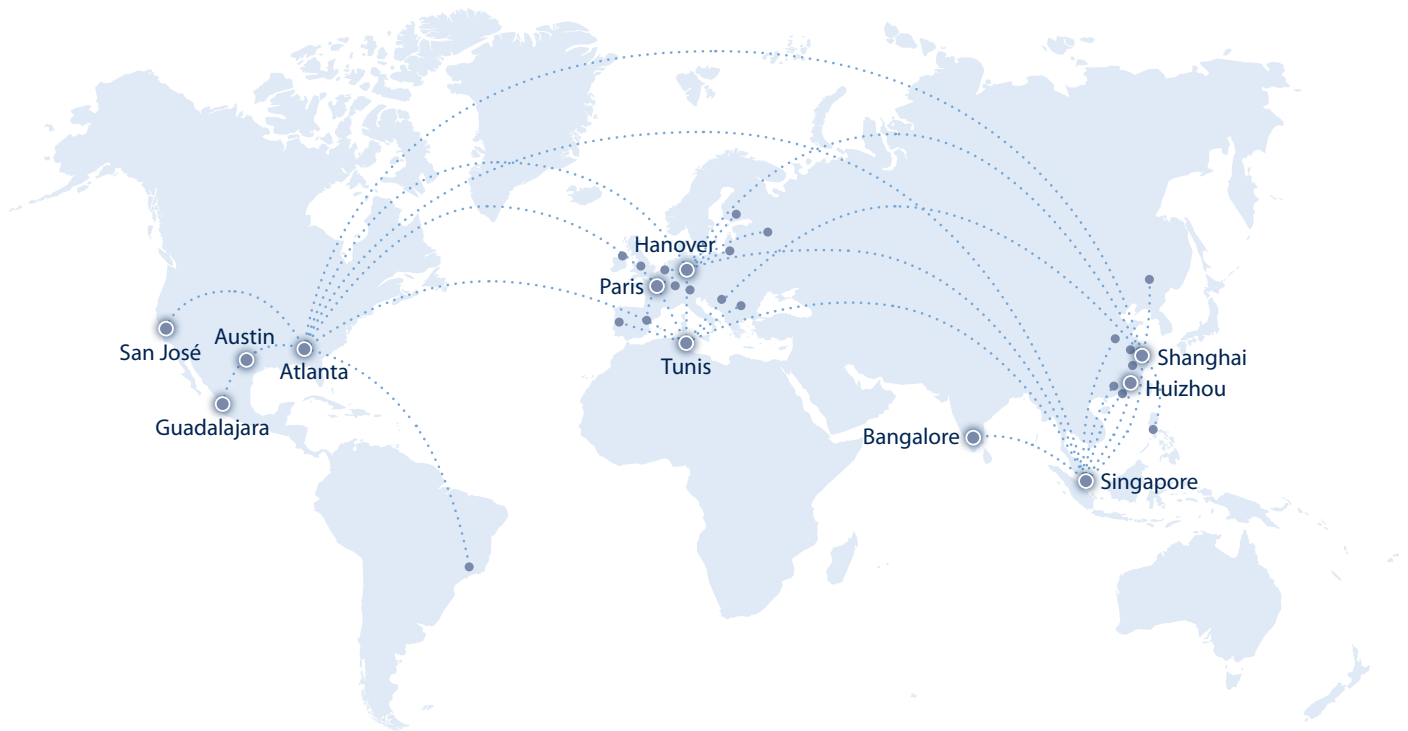 Hanover
Paris
Austin
San José
Atlanta
Tunis
Shanghai
Huizhou
Guadalajara
Bangalore
Singapore